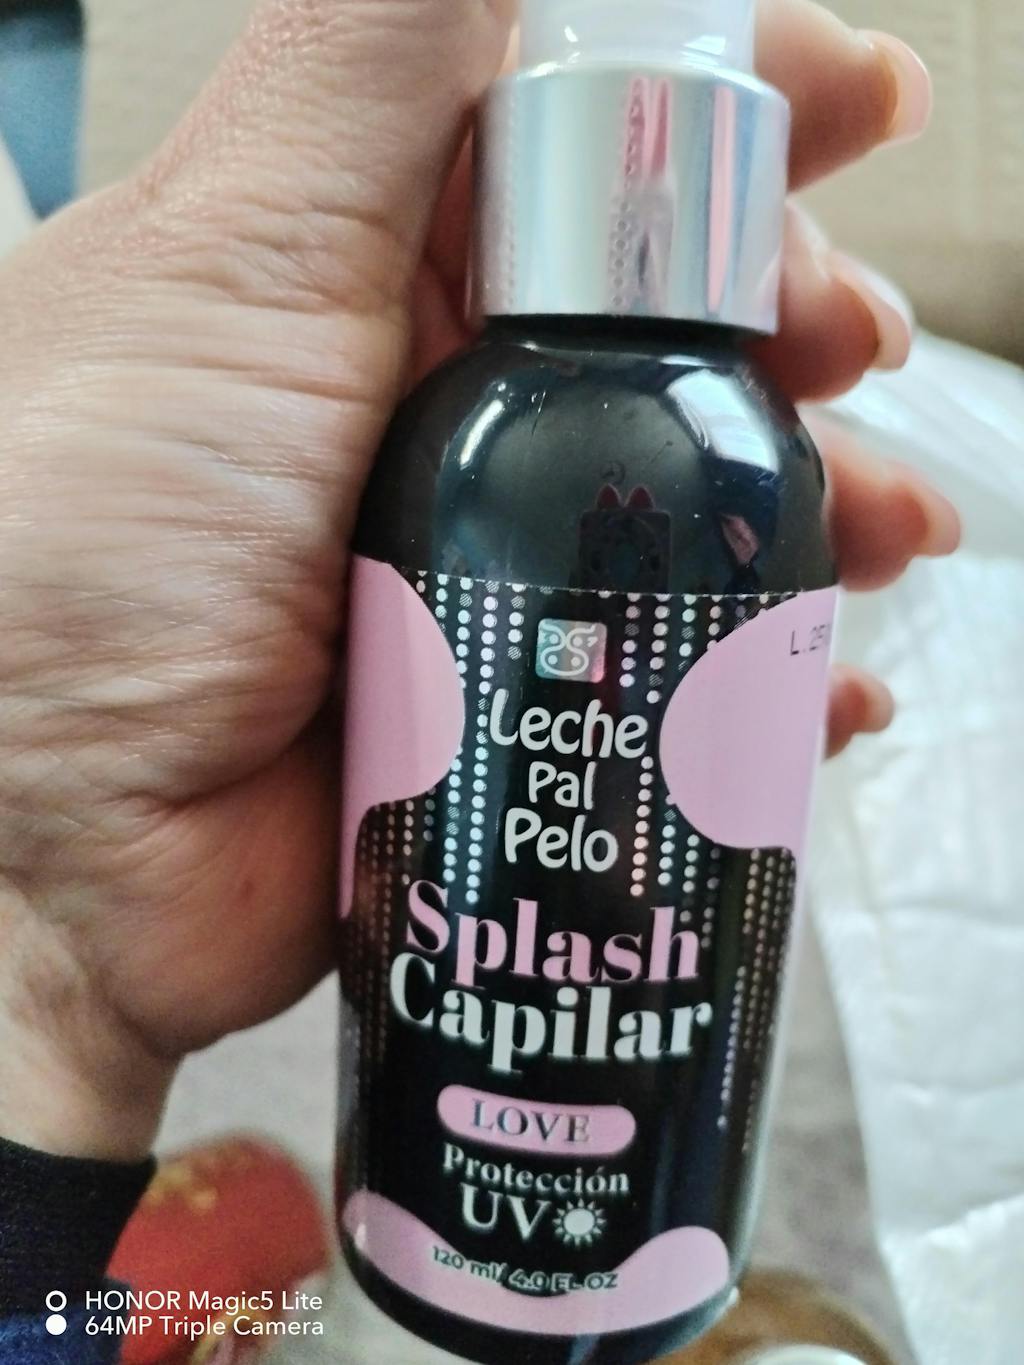 Leche
Pal
Pelo
Splash
Capilar
LOVE
Protección
UV
120 ml/ 4.0 FL OZ
HONOR Magic5 Lite
64MP Triple Camera